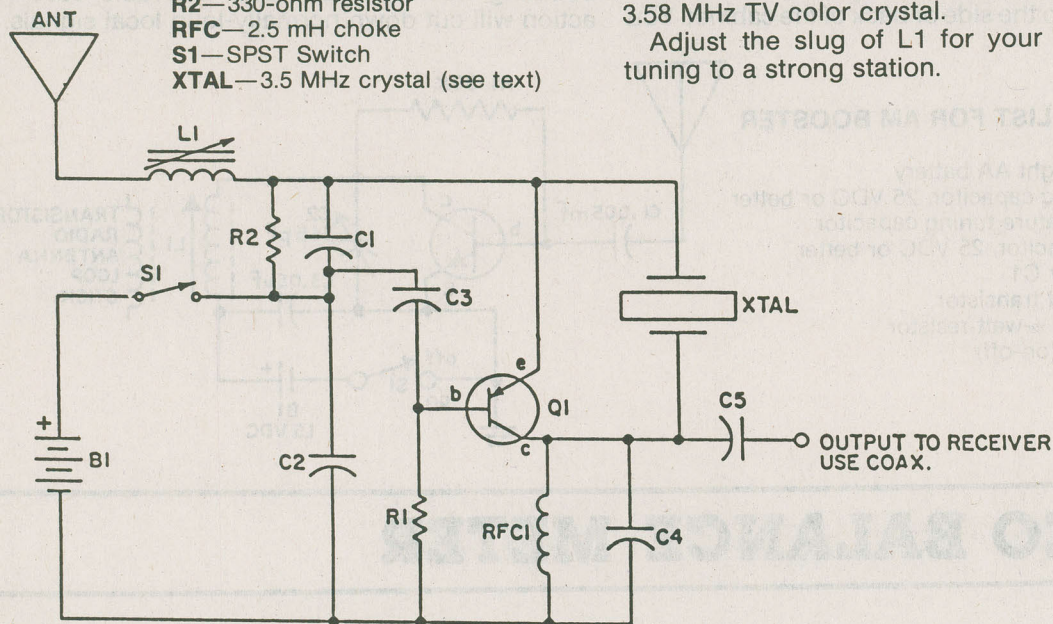 R2—330-ohm resistor
RFC—2.5 mH choke
S1—SPST Switch
XTAL—3.5 MHz crystal (see text)
3.58 MHz TV color crystal.
Adjust the slug of L1 for your
tuning to a strong station.
ANT
L1
R2
C1
S1
C3
XTAL
e
b
Q1
c
C5
+
B1
C2
OUTPUT TO RECEIVER
USE COAX.
R1
RFC1
C4